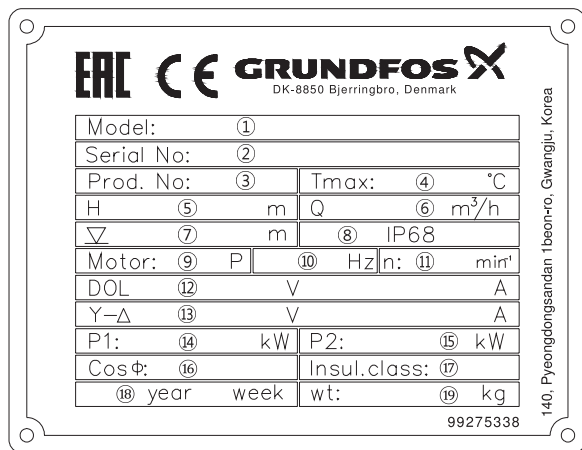 EAC CE GRUNDFOS
DK-8850 Bjerringbro, Denmark
Model: ①
Serial No: ②
Prod. No: ③ Tmax: ④ °C
H ⑤ m Q ⑥ m³/h
▽ ⑦ m ⑧ IP68
Motor: ⑨ P ⑩ Hz n: ⑪ min⁻¹
DOL ⑫ V A
Y-△ ⑬ V A
P1: ⑭ kW P2: ⑮ kW
CosΦ: ⑯ Insul.class: ⑰
⑱ year week wt: ⑲ kg
99275338
140, Pyeongdongsandan 1beon-ro, Gwangju, Korea